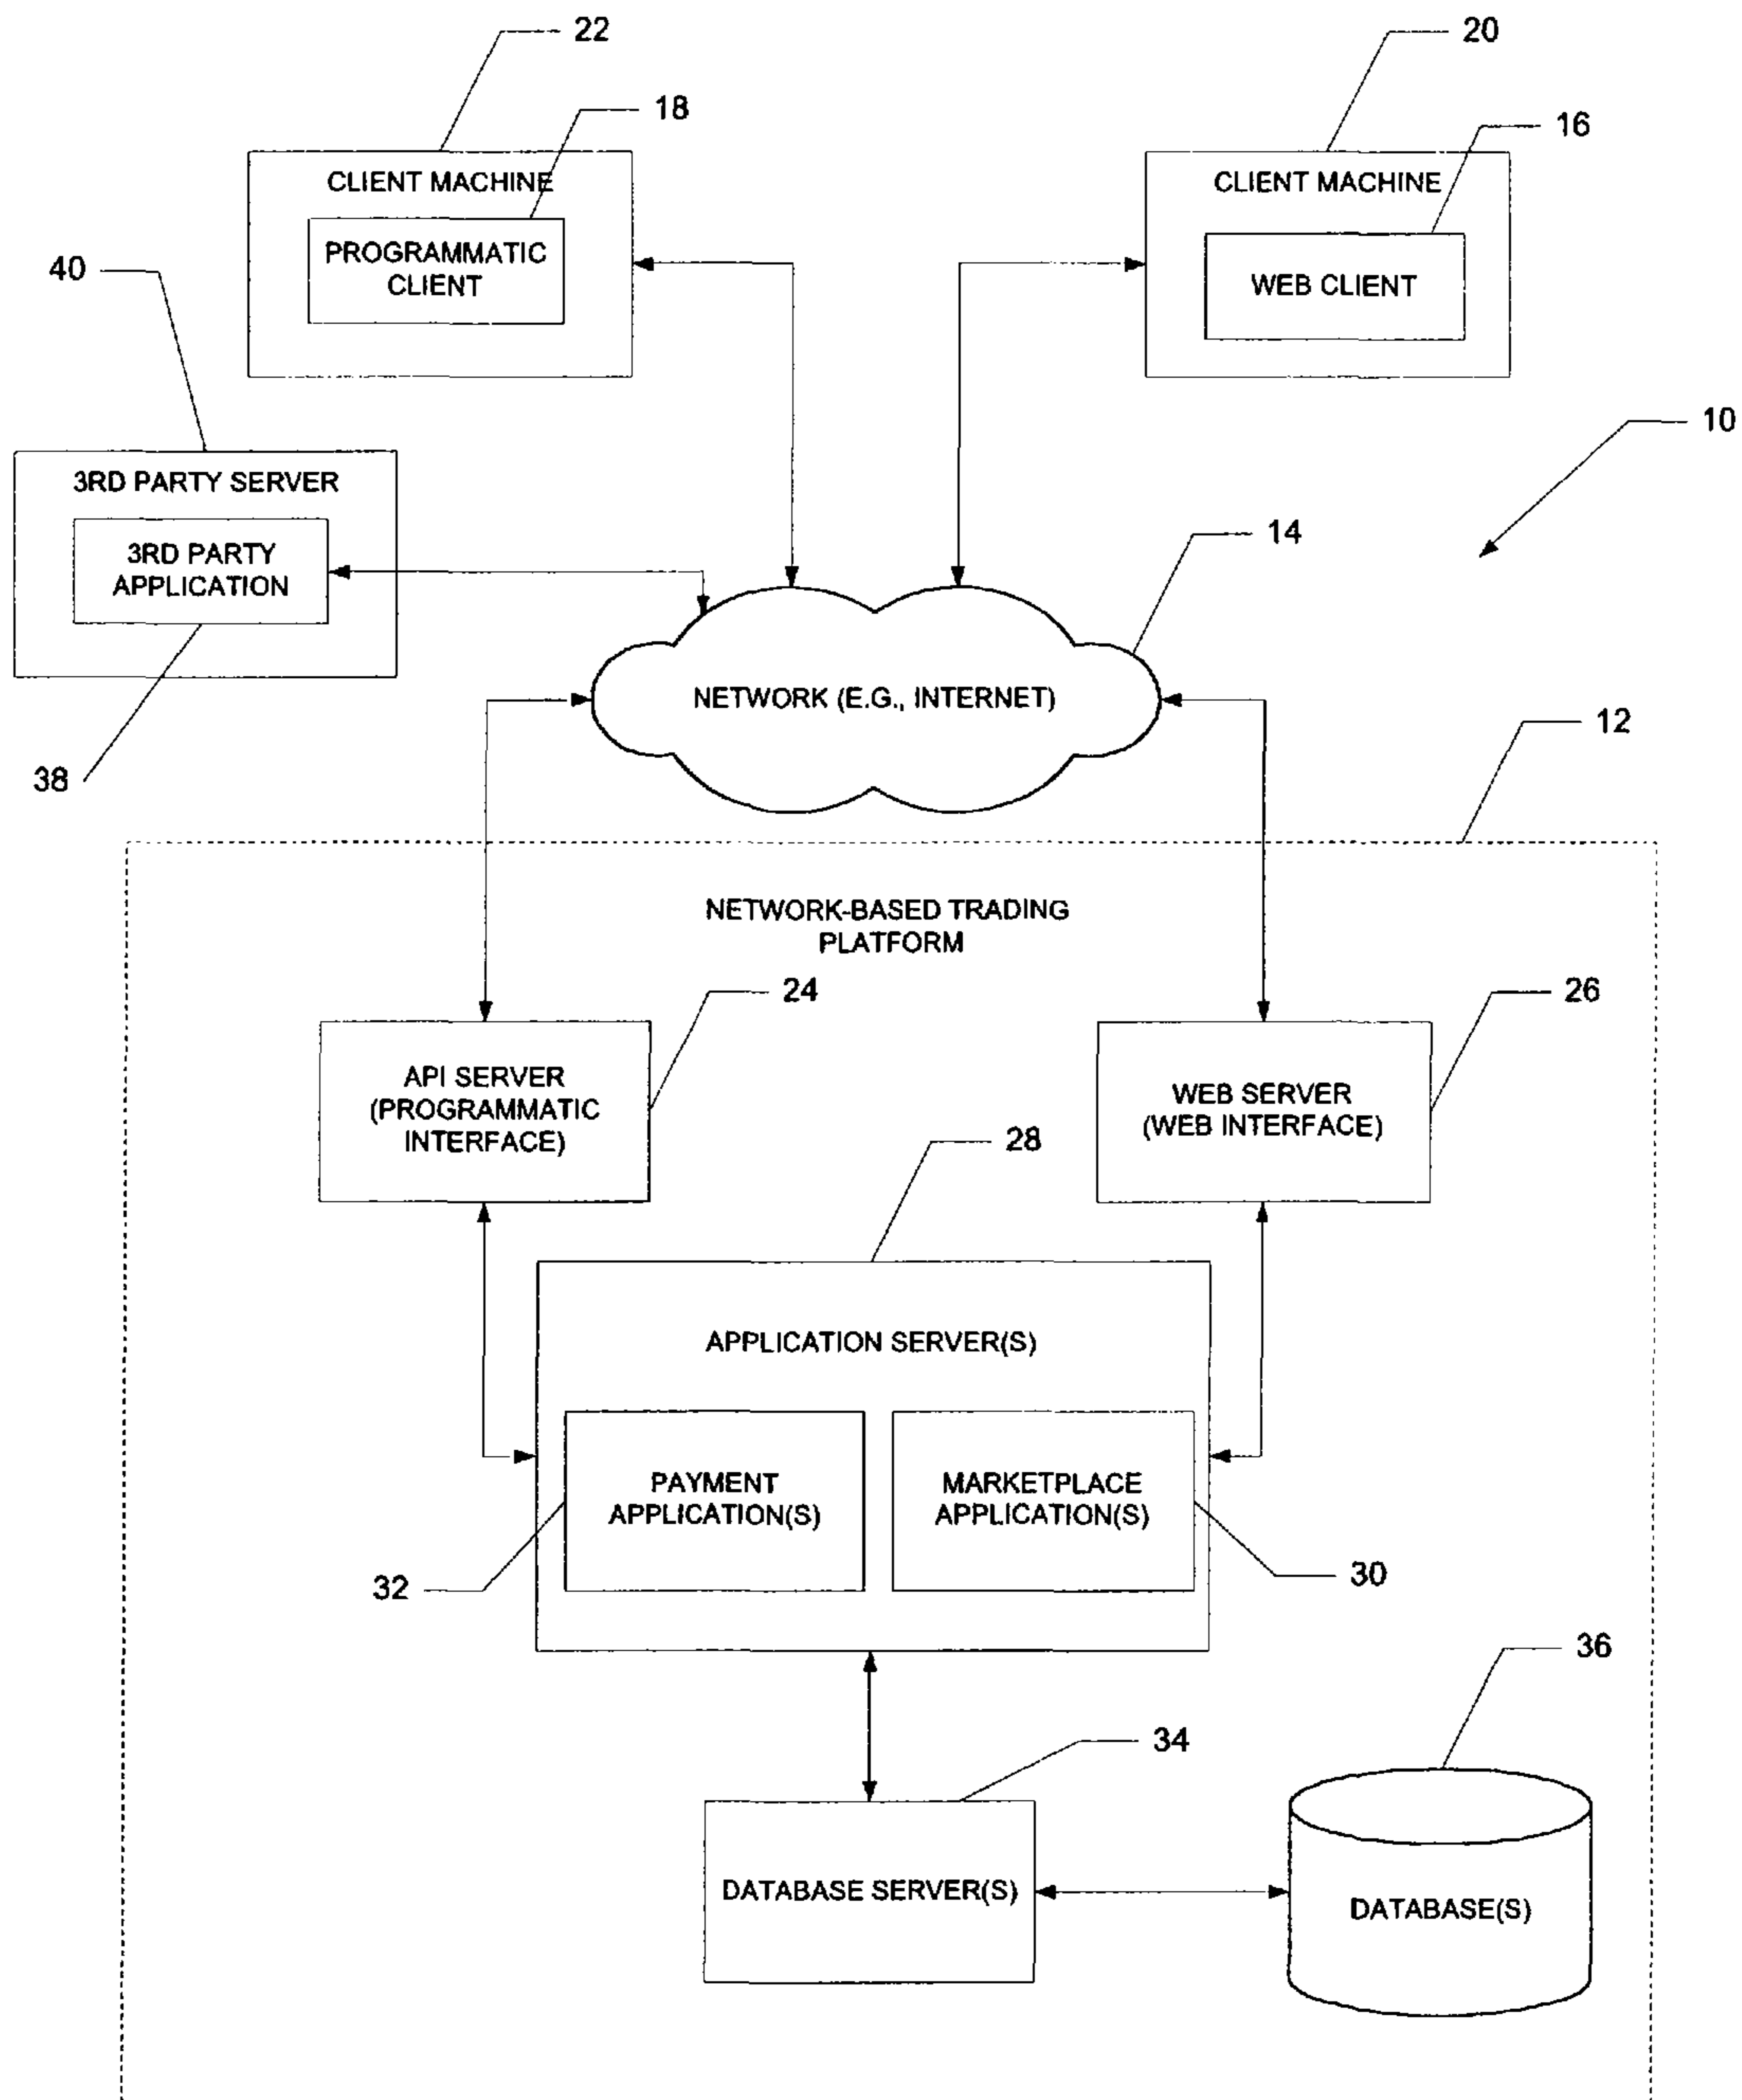 22
20
18
16
CLIENT MACHINE
CLIENT MACHINE
PROGRAMMATIC
CLIENT
WEB CLIENT
40
10
3RD PARTY SERVER
3RD PARTY
APPLICATION
14
NETWORK (E.G., INTERNET)
12
38
NETWORK-BASED TRADING
PLATFORM
24
26
API SERVER
(PROGRAMMATIC
INTERFACE)
WEB SERVER
(WEB INTERFACE)
28
APPLICATION SERVER(S)
PAYMENT
APPLICATION(S)
MARKETPLACE
APPLICATION(S)
32
30
36
34
DATABASE SERVER(S)
DATABASE(S)